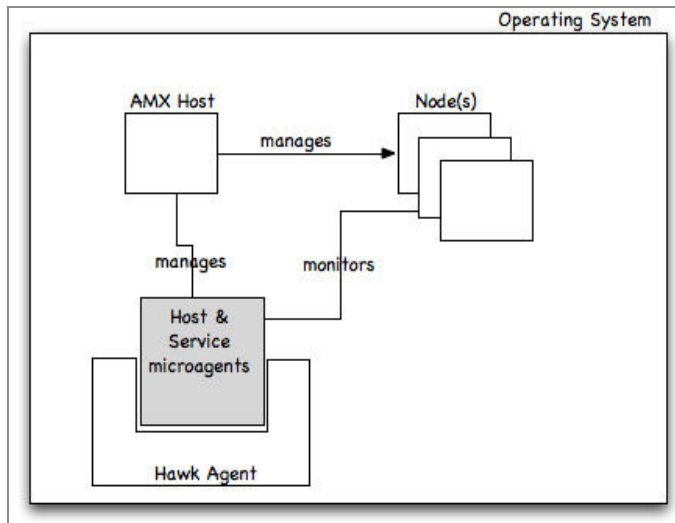 Operating System
AMX Host
Node(s)
manages
manages
monitors
Host &
Service
microagents
Hawk Agent